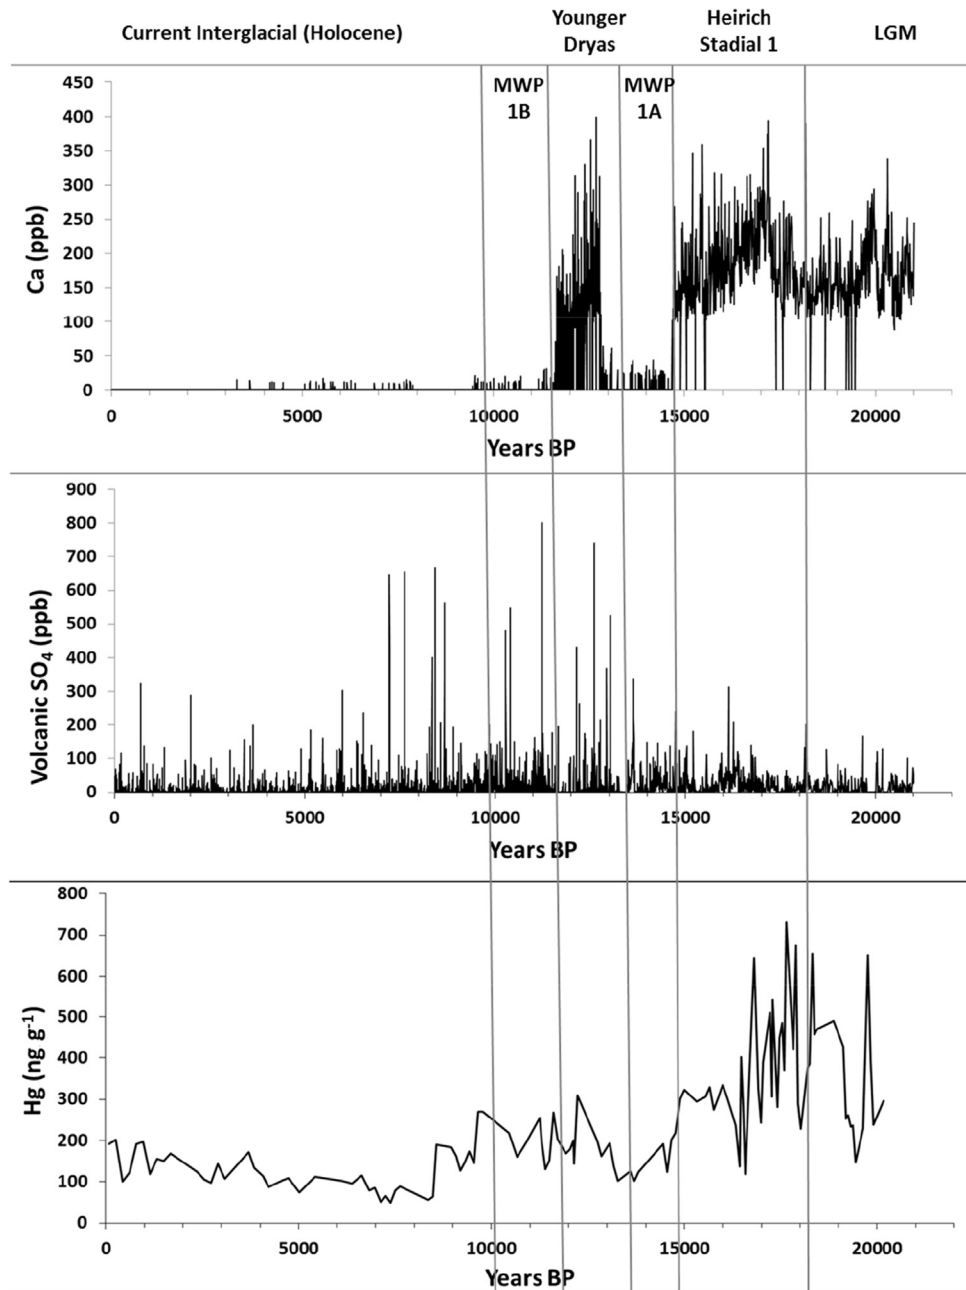 Current Interglacial (Holocene)
Younger
Dryas
Heirich
Stadial 1
LGM
MWP
1B
MWP
1A
450
400
350
300
250
200
150
100
50
0
Ca (ppb)
0 5000 10000 15000 20000
Years BP
900
800
700
600
500
400
300
200
100
0
Volcanic SO₄ (ppb)
0 5000 10000 15000 20000
Years BP
800
700
600
500
400
300
200
100
0
Hg (ng g⁻¹)
0 5000 10000 15000 20000
Years BP